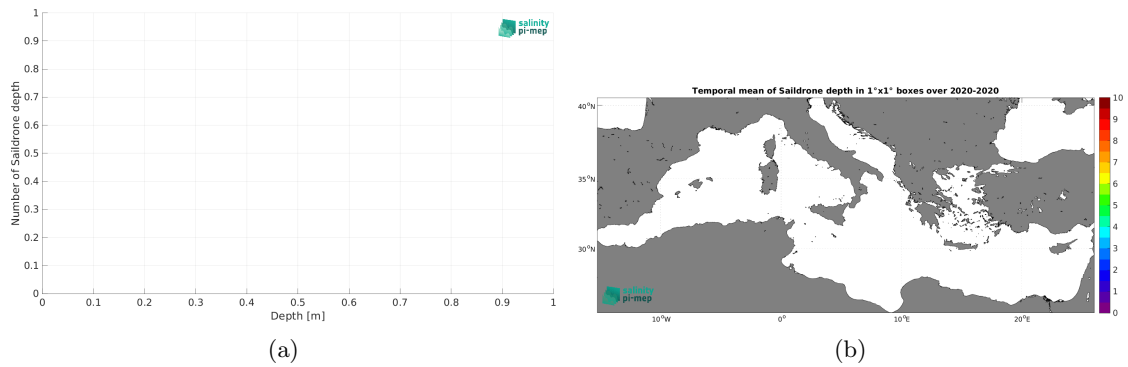 1
0.9
0.8
0.7
0.6
0.5
0.4
0.3
0.2
0.1
0
Number of Saildrone depth
0 0.1 0.2 0.3 0.4 0.5 0.6 0.7 0.8 0.9 1
Depth [m]
salinity
pi-mep
(a)
Temporal mean of Saildrone depth in 1°x1° boxes over 2020-2020
40°N
35°N
30°N
10°W 0° 10°E 20°E
salinity
pi-mep
10
9
8
7
6
5
4
3
2
1
0
(b)